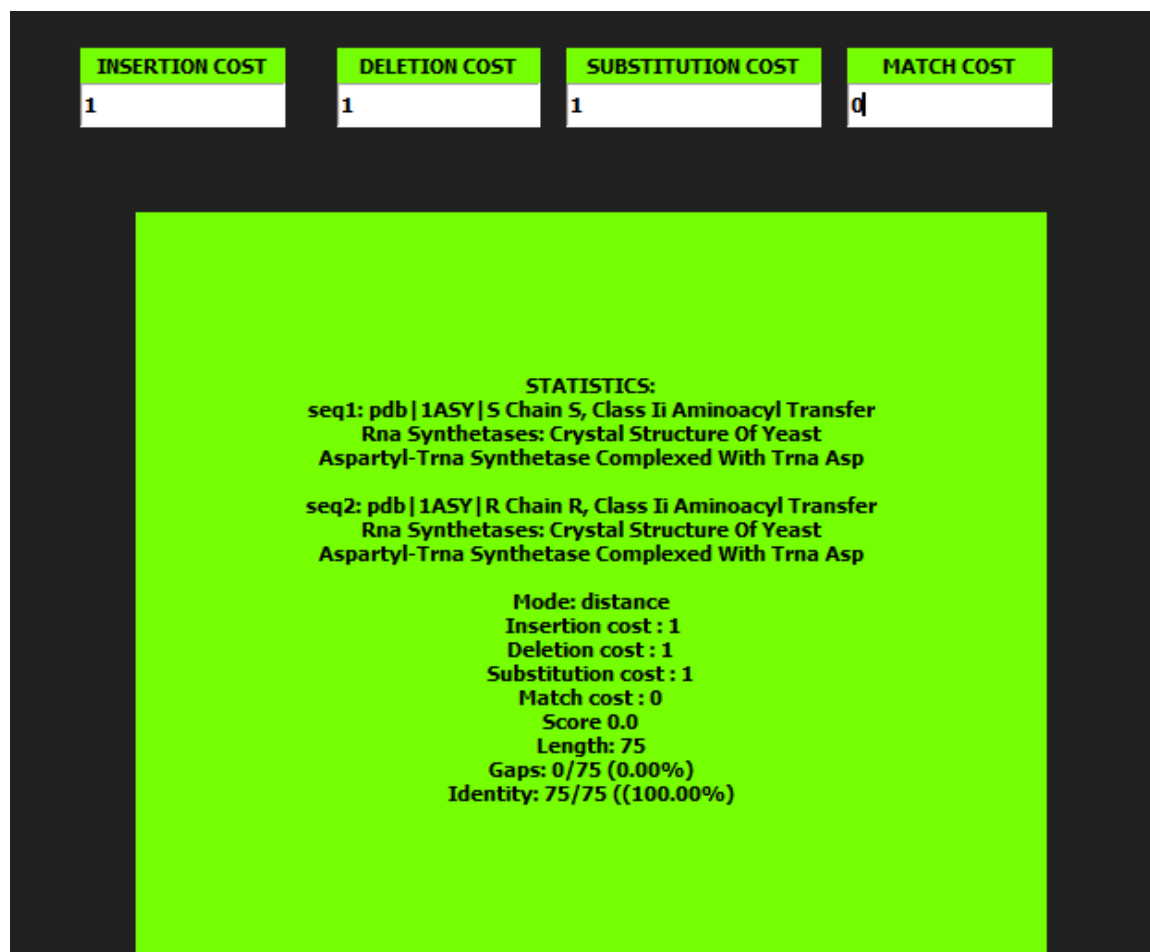 INSERTION COST DELETION COST SUBSTITUTION COST MATCH COST
1 1 1 0
STATISTICS:
seq1: pdb|1ASY|S Chain S, Class Ii Aminoacyl Transfer
Rna Synthetases: Crystal Structure Of Yeast
Aspartyl-Trna Synthetase Complexed With Trna Asp
seq2: pdb|1ASY|R Chain R, Class Ii Aminoacyl Transfer
Rna Synthetases: Crystal Structure Of Yeast
Aspartyl-Trna Synthetase Complexed With Trna Asp
Mode: distance
Insertion cost : 1
Deletion cost : 1
Substitution cost : 1
Match cost : 0
Score 0.0
Length: 75
Gaps: 0/75 (0.00%)
Identity: 75/75 ((100.00%)